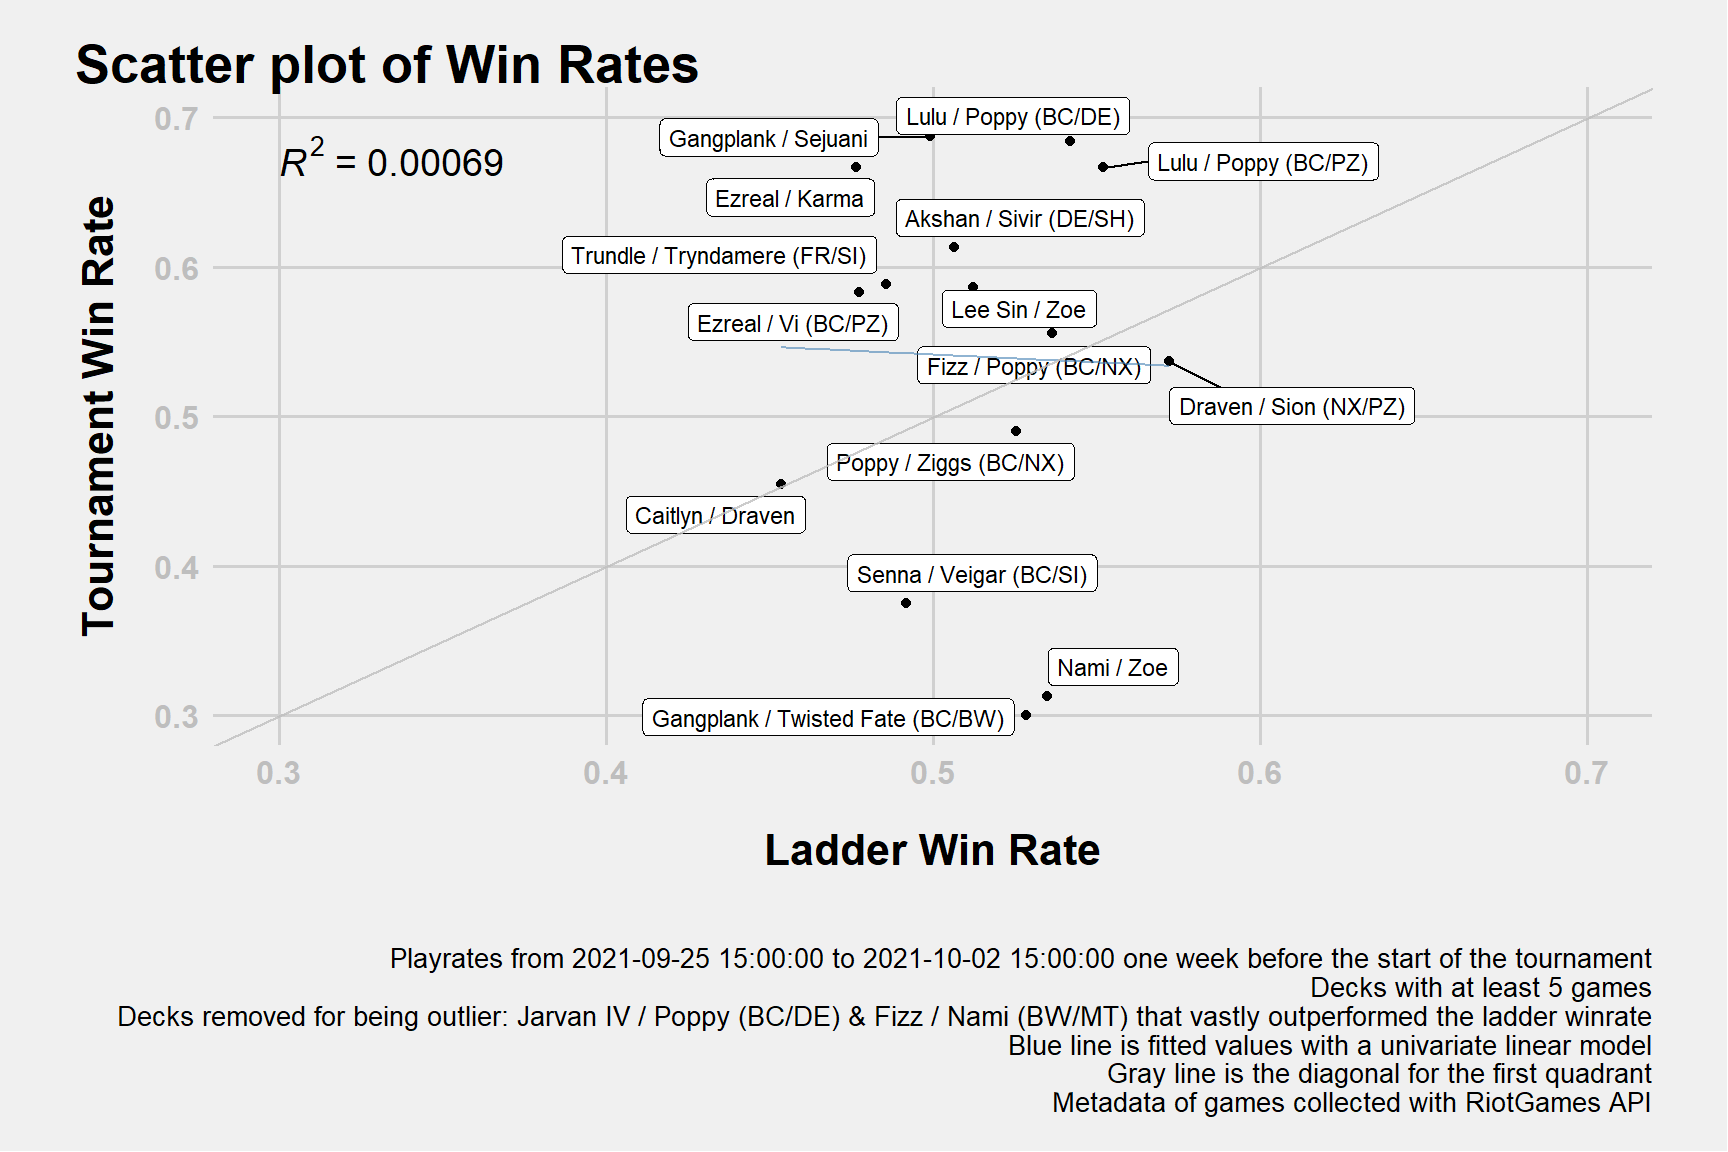 Scatter plot of Win Rates
R2 = 0.00069
Tournament Win Rate
0.7
0.6
0.5
0.4
0.3
Lulu / Poppy (BC/DE)
Gangplank / Sejuani
Lulu / Poppy (BC/PZ)
Ezreal / Karma
Akshan / Sivir (DE/SH)
Trundle / Tryndamere (FR/SI)
Lee Sin / Zoe
Ezreal / Vi (BC/PZ)
Fizz / Poppy (BC/NX)
Draven / Sion (NX/PZ)
Poppy / Ziggs (BC/NX)
Caitlyn / Draven
Senna / Veigar (BC/SI)
Nami / Zoe
Gangplank / Twisted Fate (BC/BW)
0.3 0.4 0.5 0.6 0.7
Ladder Win Rate
Playrates from 2021-09-25 15:00:00 to 2021-10-02 15:00:00 one week before the start of the tournament
Decks with at least 5 games
Decks removed for being outlier: Jarvan IV / Poppy (BC/DE) & Fizz / Nami (BW/MT) that vastly outperformed the ladder winrate
Blue line is fitted values with a univariate linear model
Gray line is the diagonal for the first quadrant
Metadata of games collected with RiotGames API